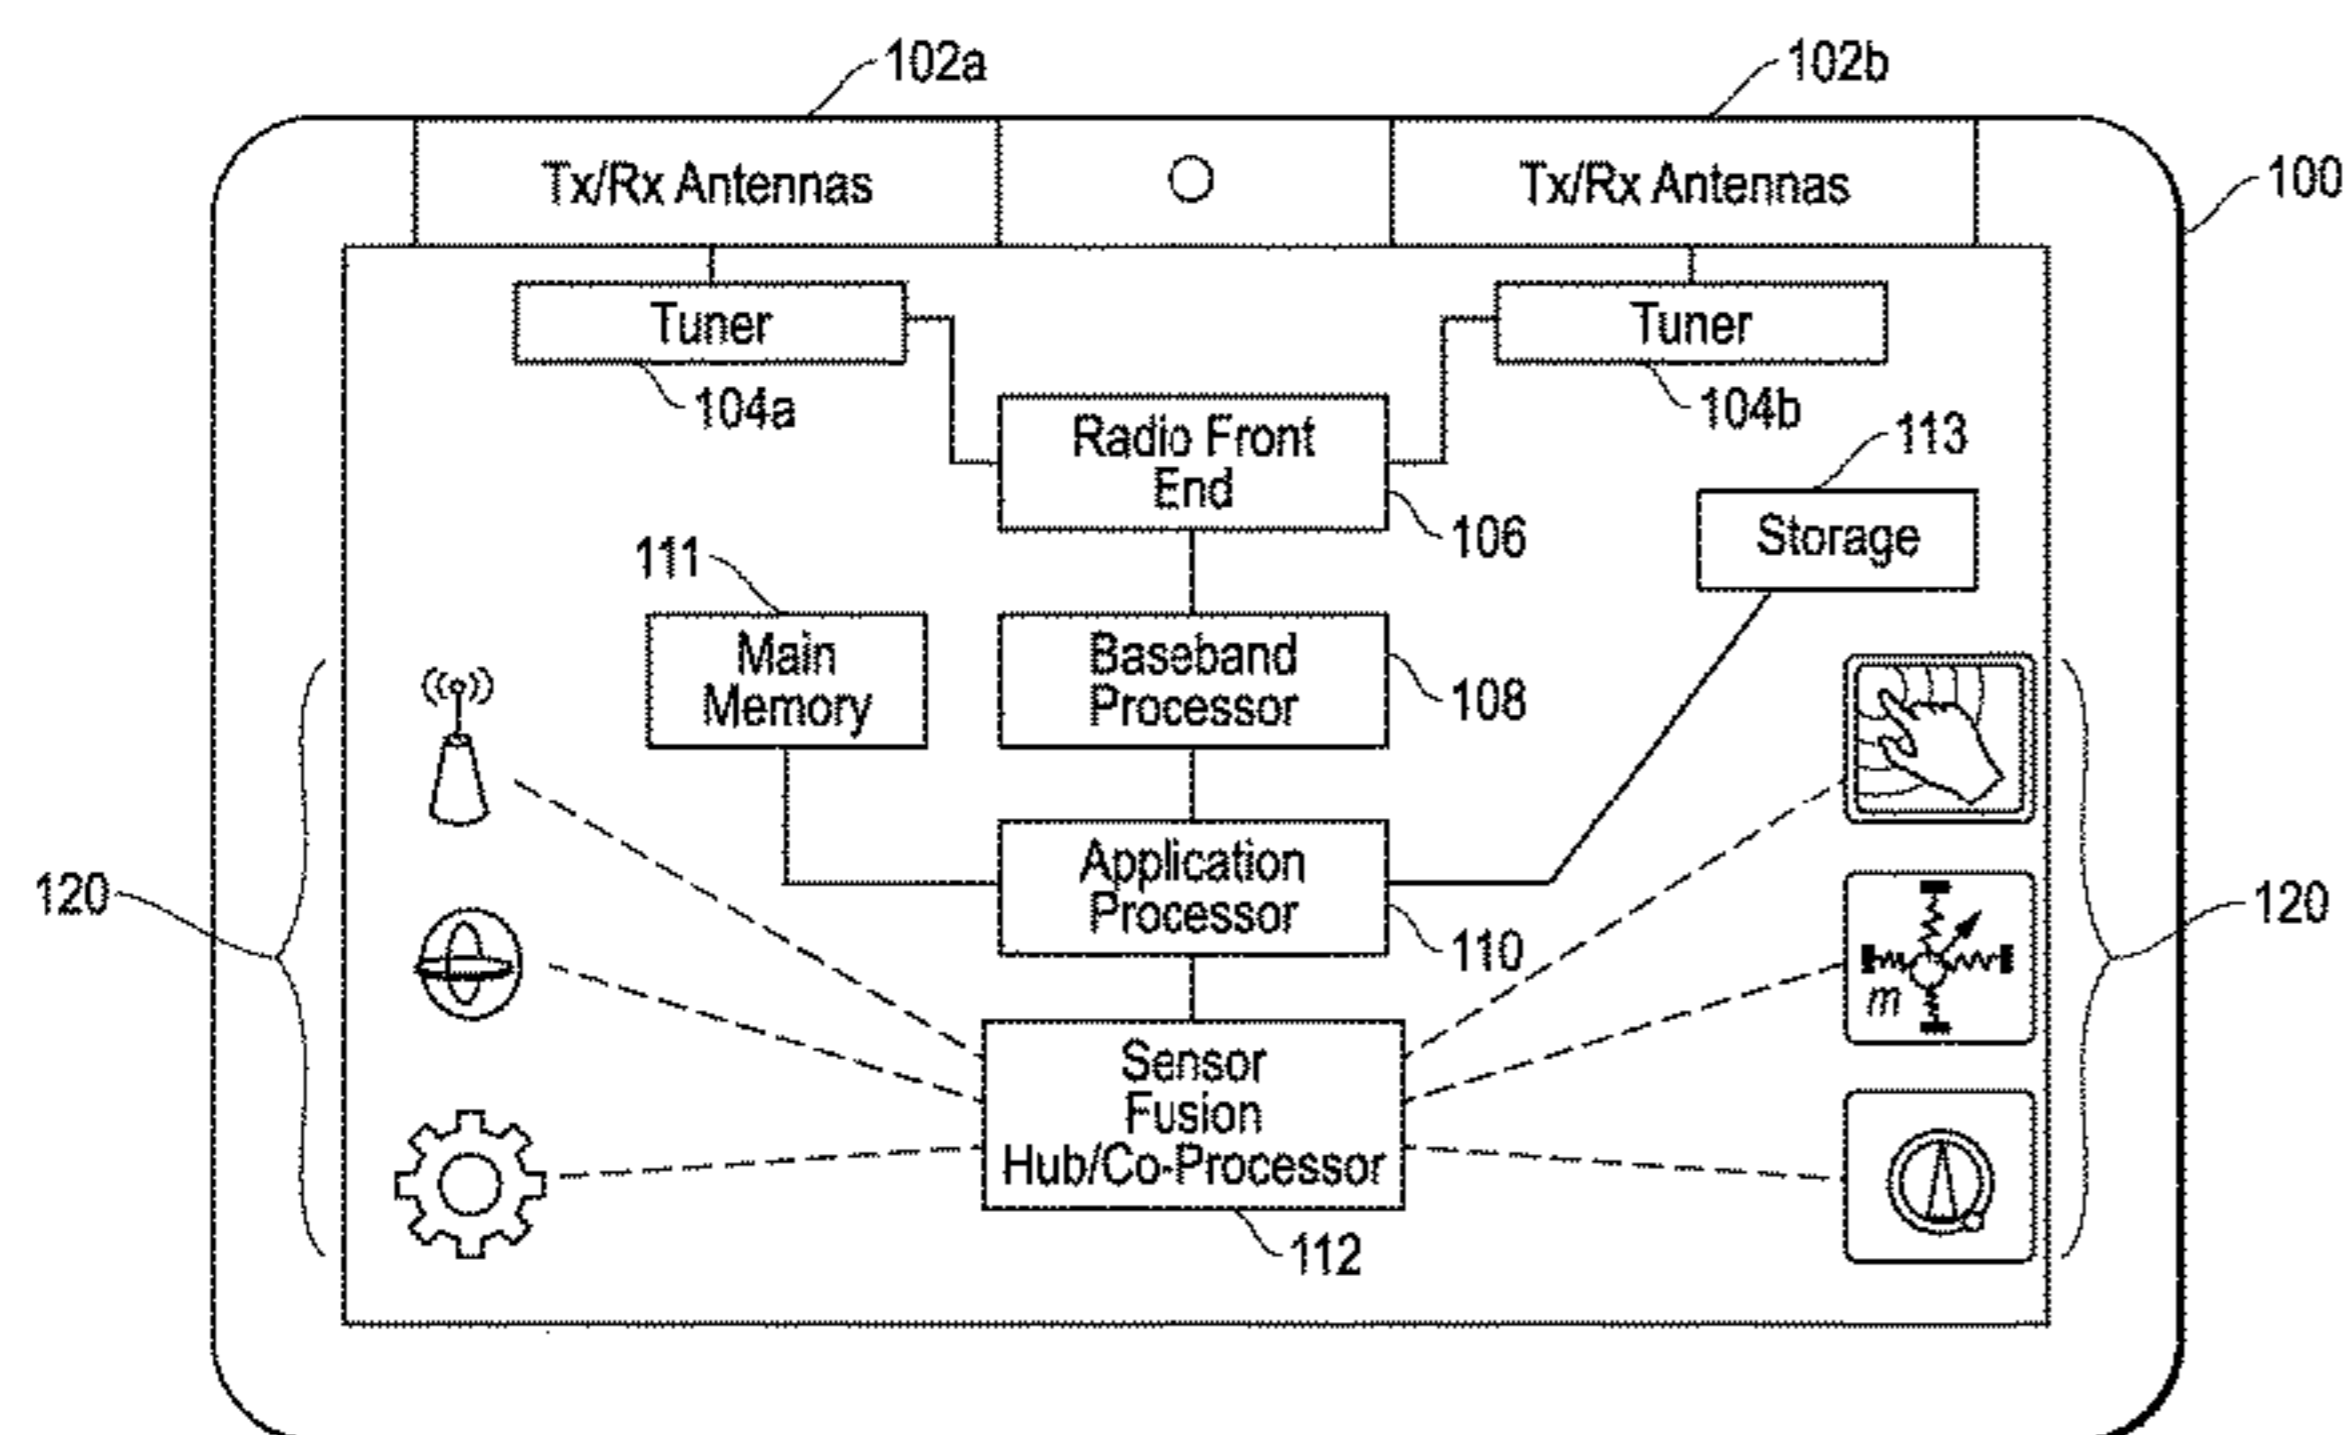 102a
102b
Tx/Rx Antennas
Tx/Rx Antennas
100
Tuner
Tuner
104a
104b
Radio Front
End
106
113
Storage
111
Main
Memory
Baseband
Processor
108
120
Application
Processor
110
120
m
Sensor
Fusion
Hub/Co-Processor
112